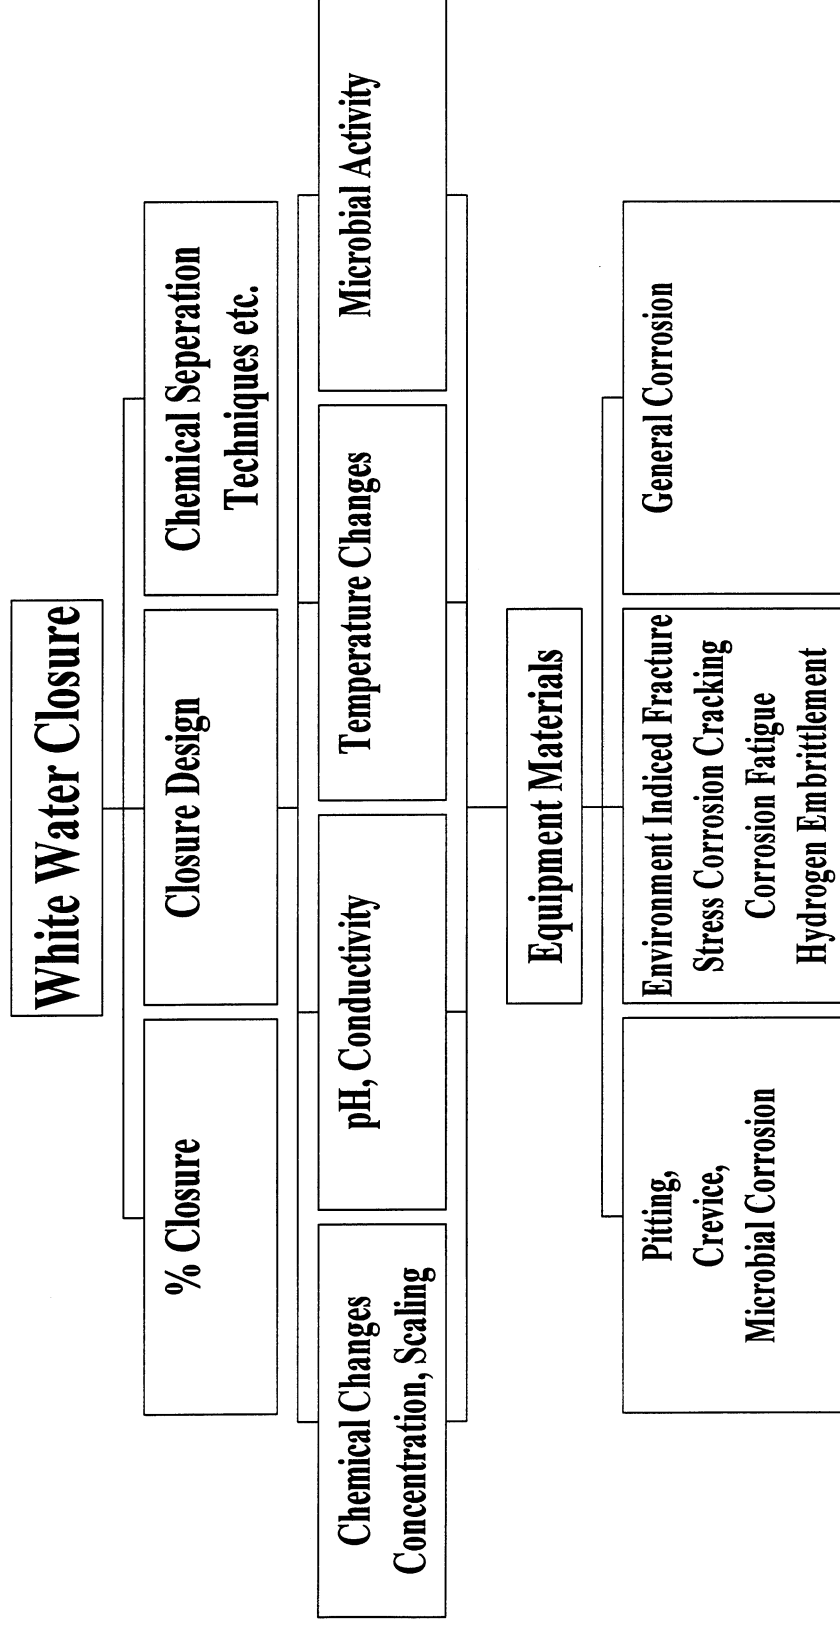 White Water Closure
% Closure
Closure Design
Chemical Seperation
Techniques etc.
Chemical Changes
Concentration, Scaling
pH, Conductivity
Temperature Changes
Microbial Activity
Equipment Materials
Pitting,
Crevice,
Microbial Corrosion
Environment Indiced Fracture
Stress Corrosion Cracking
Corrosion Fatigue
Hydrogen Embrittlement
General Corrosion